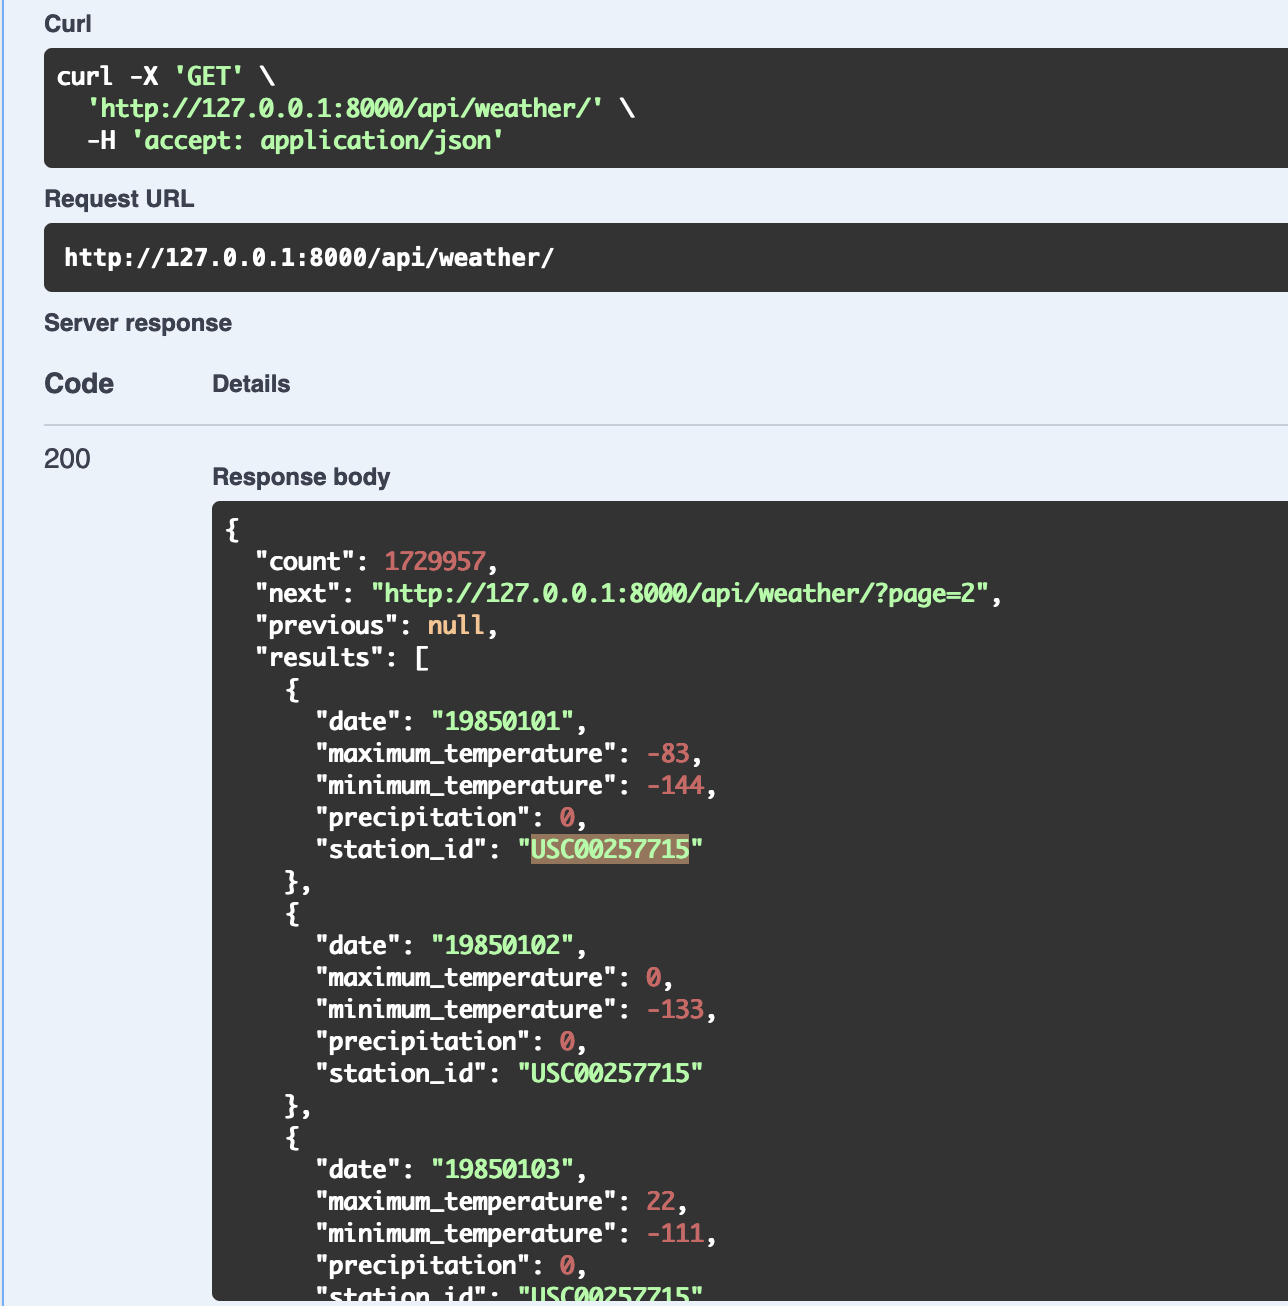 Curl
curl -X 'GET' \
  'http://127.0.0.1:8000/api/weather/' \
  -H 'accept: application/json'
Request URL
http://127.0.0.1:8000/api/weather/
Server response
Code Details
200
Response body
{
  "count": 1729957,
  "next": "http://127.0.0.1:8000/api/weather/?page=2",
  "previous": null,
  "results": [
    {
      "date": "19850101",
      "maximum_temperature": -83,
      "minimum_temperature": -144,
      "precipitation": 0,
      "station_id": "USC00257715"
    },
    {
      "date": "19850102",
      "maximum_temperature": 0,
      "minimum_temperature": -133,
      "precipitation": 0,
      "station_id": "USC00257715"
    },
    {
      "date": "19850103",
      "maximum_temperature": 22,
      "minimum_temperature": -111,
      "precipitation": 0,
      "station_id": "USC00257715"